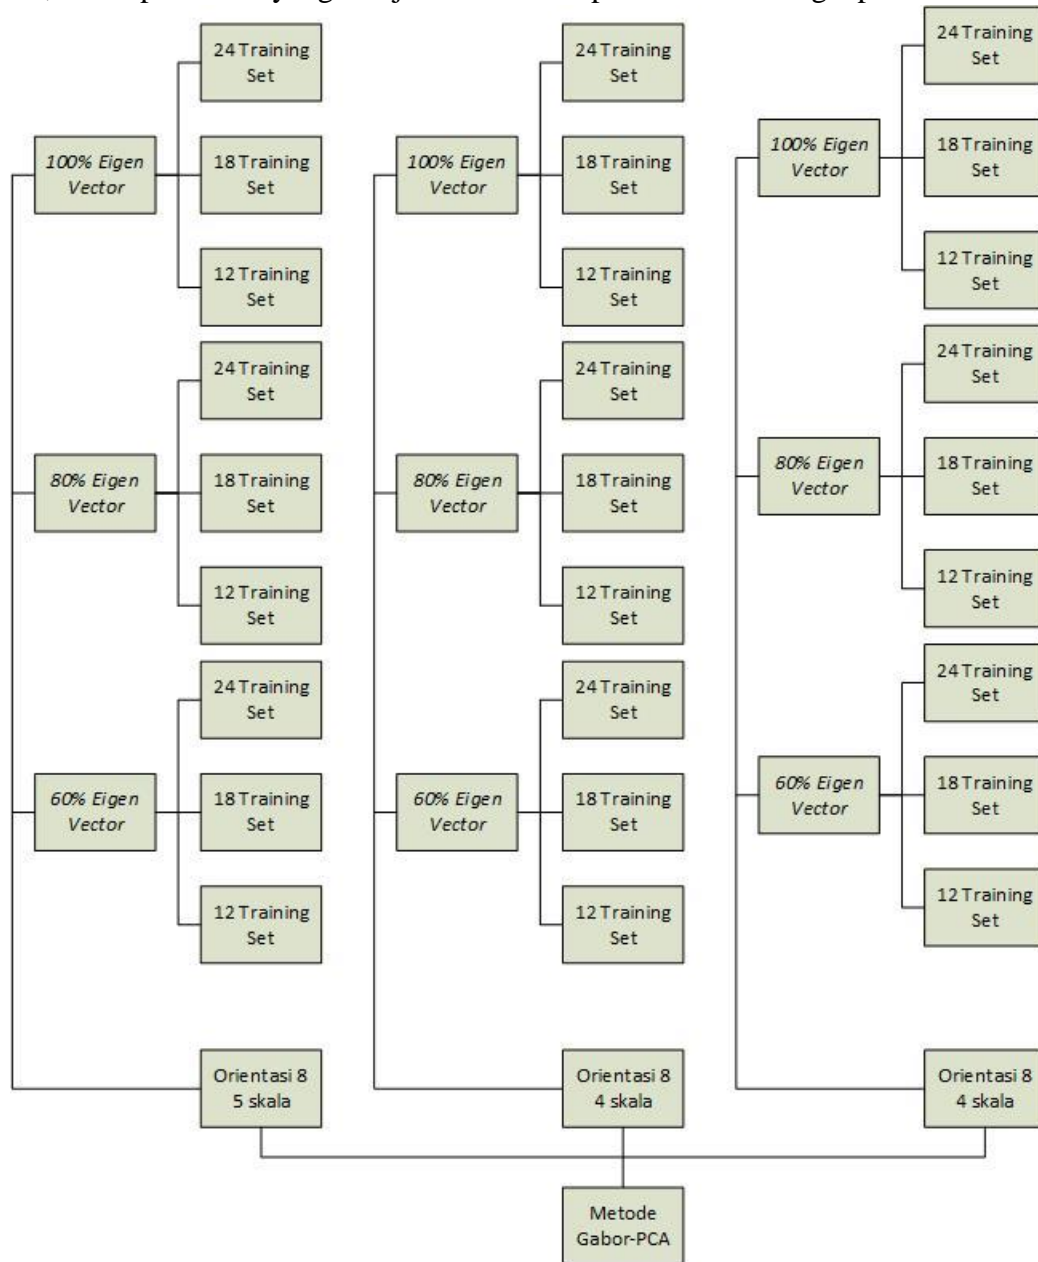 24 Training
Set
100% Eigen
Vector
18 Training
Set
12 Training
Set
24 Training
Set
80% Eigen
Vector
18 Training
Set
12 Training
Set
24 Training
Set
60% Eigen
Vector
18 Training
Set
12 Training
Set
Orientasi 8
5 skala
24 Training
Set
100% Eigen
Vector
18 Training
Set
12 Training
Set
24 Training
Set
80% Eigen
Vector
18 Training
Set
12 Training
Set
24 Training
Set
60% Eigen
Vector
18 Training
Set
12 Training
Set
Orientasi 8
4 skala
24 Training
Set
100% Eigen
Vector
18 Training
Set
12 Training
Set
24 Training
Set
80% Eigen
Vector
18 Training
Set
12 Training
Set
24 Training
Set
60% Eigen
Vector
18 Training
Set
12 Training
Set
Orientasi 8
4 skala
Metode
Gabor-PCA